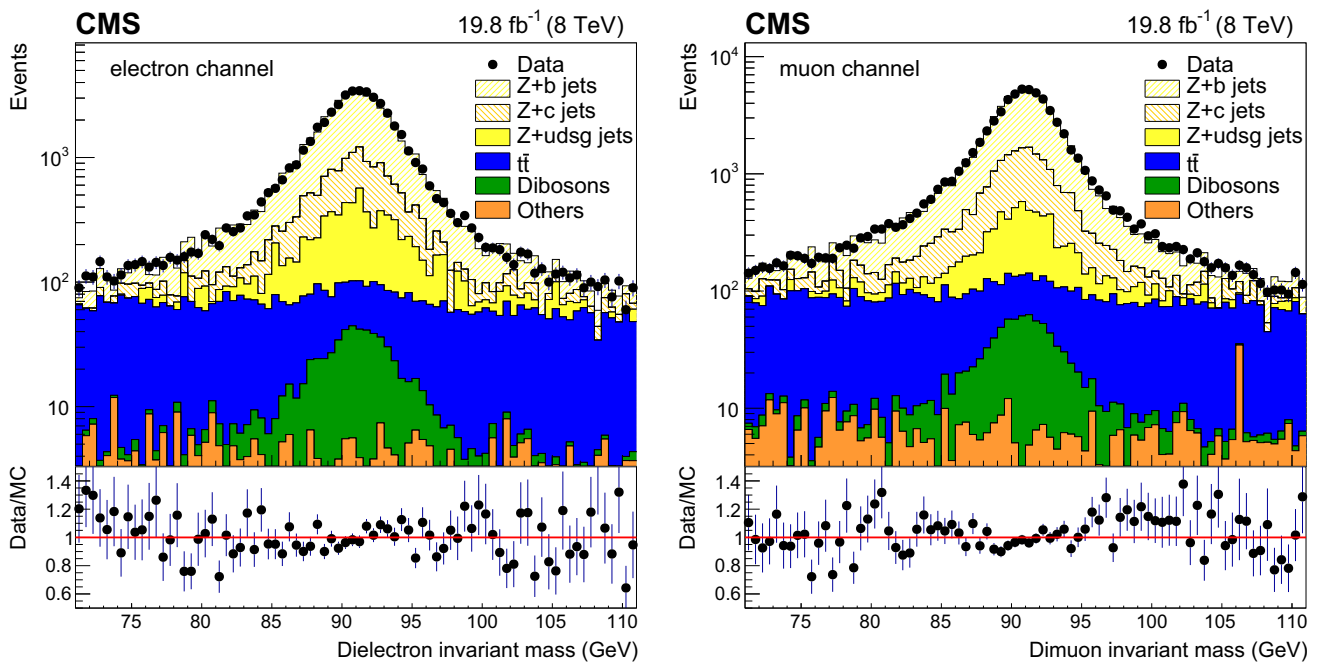 CMS
19.8 fb⁻¹ (8 TeV)
Events
electron channel
Data
Z+b jets
Z+c jets
Z+udsg jets
tt̄
Dibosons
Others
10³
10²
10
Data/MC
1.4
1.2
1
0.8
0.6
75 80 85 90 95 100 105 110
Dielectron invariant mass (GeV)
CMS
19.8 fb⁻¹ (8 TeV)
Events
muon channel
Data
Z+b jets
Z+c jets
Z+udsg jets
tt̄
Dibosons
Others
10⁴
10³
10²
10
Data/MC
1.4
1.2
1
0.8
0.6
75 80 85 90 95 100 105 110
Dimuon invariant mass (GeV)